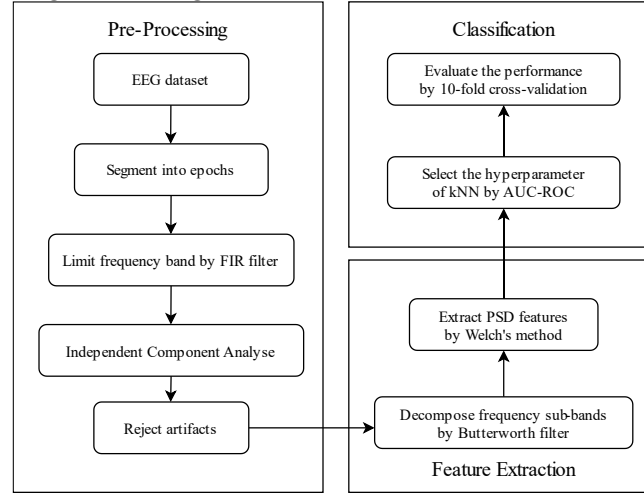 Pre-Processing
EEG dataset
Segment into epochs
Limit frequency band by FIR filter
Independent Component Analyse
Reject artifacts
Classification
Evaluate the performance
by 10-fold cross-validation
Select the hyperparameter
of kNN by AUC-ROC
Extract PSD features
by Welch's method
Decompose frequency sub-bands
by Butterworth filter
Feature Extraction